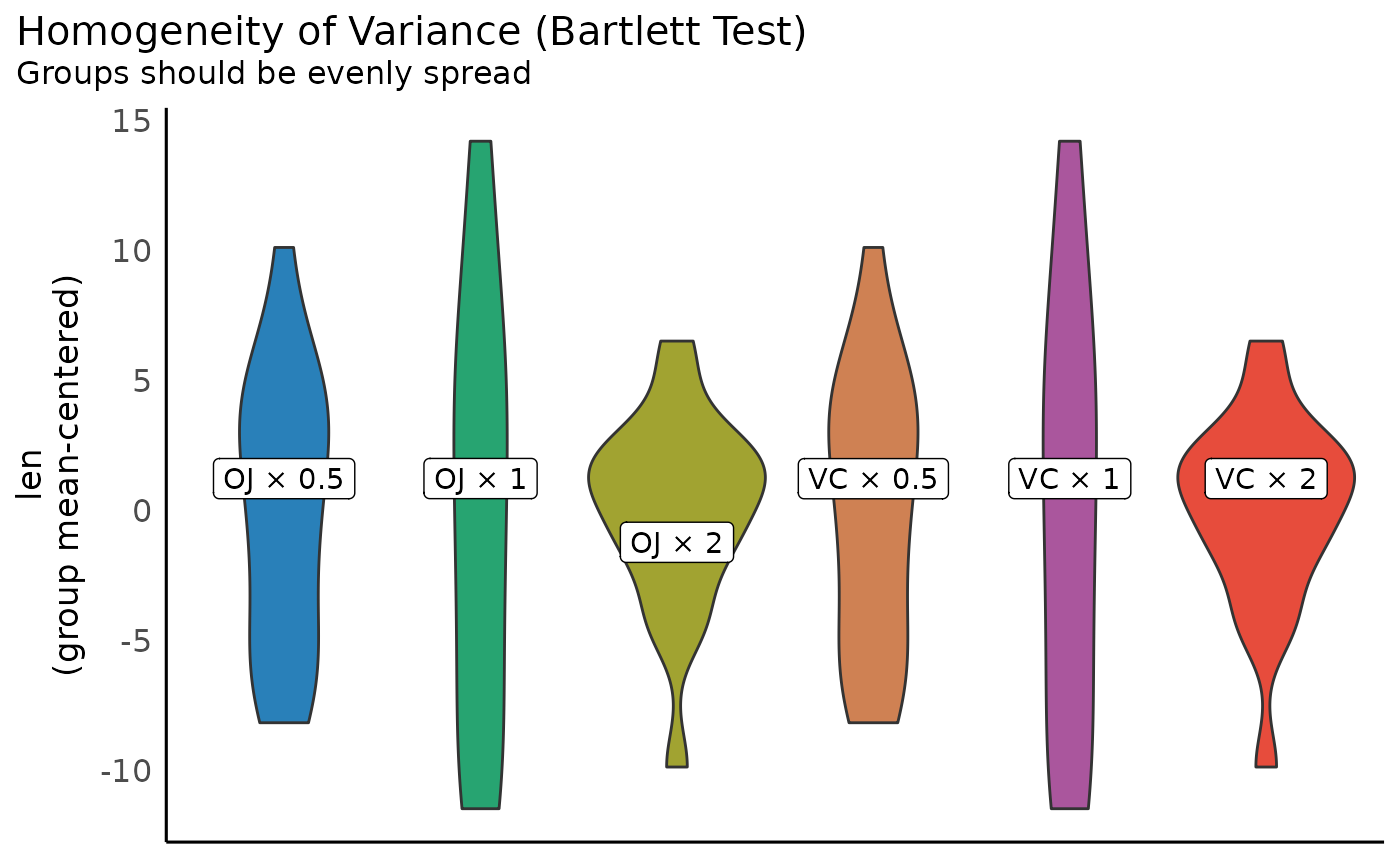 Homogeneity of Variance (Bartlett Test)
Groups should be evenly spread
len
(group mean-centered)
15
10
5
0
-5
-10
OJ × 0.5
OJ × 1
OJ × 2
VC × 0.5
VC × 1
VC × 2